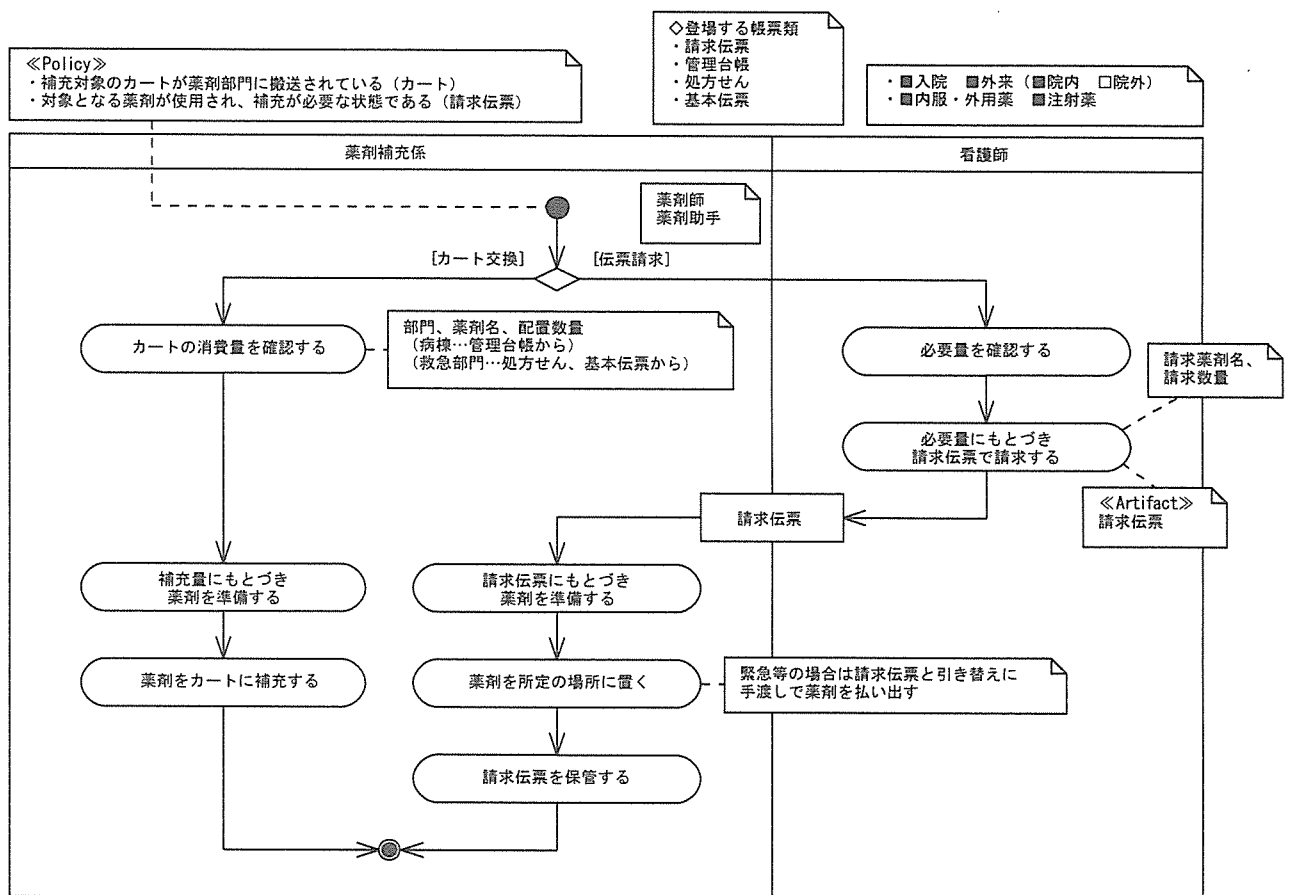 ≪Policy≫
・補充対象のカートが薬剤部門に搬送されている（カート）
・対象となる薬剤が使用され、補充が必要な状態である（請求伝票）
◇登場する帳票類
・請求伝票
・管理台帳
・処方せん
・基本伝票
・■入院　■外来（■院内　□院外）
・■内服・外用薬　■注射薬
薬剤補充係
看護師
薬剤師
薬剤助手
[カート交換]
[伝票請求]
カートの消費量を確認する
部門、薬剤名、配置数量
（病棟…管理台帳から）
（救急部門…処方せん、基本伝票から）
必要量を確認する
請求薬剤名、
請求数量
必要量にもとづき
請求伝票で請求する
≪Artifact≫
請求伝票
請求伝票
補充量にもとづき
薬剤を準備する
請求伝票にもとづき
薬剤を準備する
薬剤をカートに補充する
薬剤を所定の場所に置く
緊急等の場合は請求伝票と引き替えに
手渡しで薬剤を払い出す
請求伝票を保管する